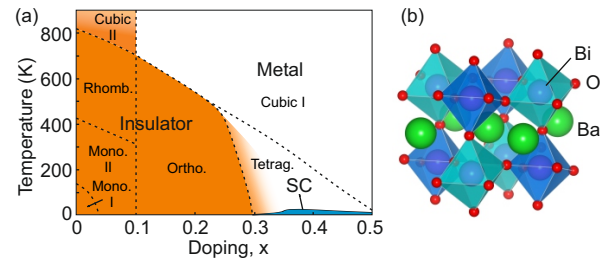 (a)
Cubic
II
800
600
400
200
0
Temperature (K)
Rhomb.
Insulator
Mono.
II
Mono.
I
Ortho.
Metal
Cubic I
Tetrag.
SC
0 0.1 0.2 0.3 0.4 0.5
Doping, x
(b)
Bi
O
Ba